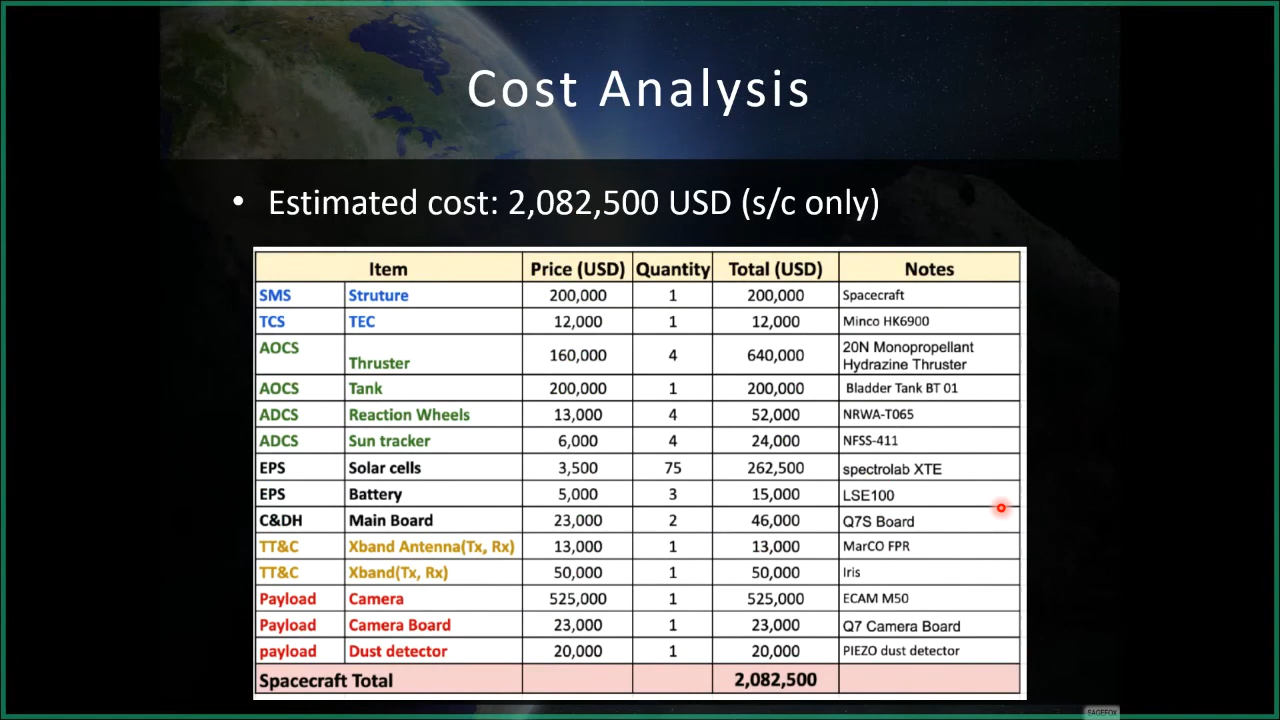 Cost Analysis
• Estimated cost: 2,082,500 USD (s/c only)
Item Price (USD) Quantity Total (USD) Notes
SMS Struture 200,000 1 200,000 Spacecraft
TCS TEC 12,000 1 12,000 Minco HK6900
AOCS Thruster 160,000 4 640,000 20N Monopropellant
Hydrazine Thruster
AOCS Tank 200,000 1 200,000 Bladder Tank BT 01
ADCS Reaction Wheels 13,000 4 52,000 NRWA-T065
ADCS Sun tracker 6,000 4 24,000 NFSS-411
EPS Solar cells 3,500 75 262,500 spectrolab XTE
EPS Battery 5,000 3 15,000 LSE100
C&DH Main Board 23,000 2 46,000 Q7S Board
TT&C Xband Antenna(Tx, Rx) 13,000 1 13,000 MarCO FPR
TT&C Xband(Tx, Rx) 50,000 1 50,000 Iris
Payload Camera 525,000 1 525,000 ECAM M50
Payload Camera Board 23,000 1 23,000 Q7 Camera Board
payload Dust detector 20,000 1 20,000 PIEZO dust detector
Spacecraft Total 2,082,500
SAGEFOX